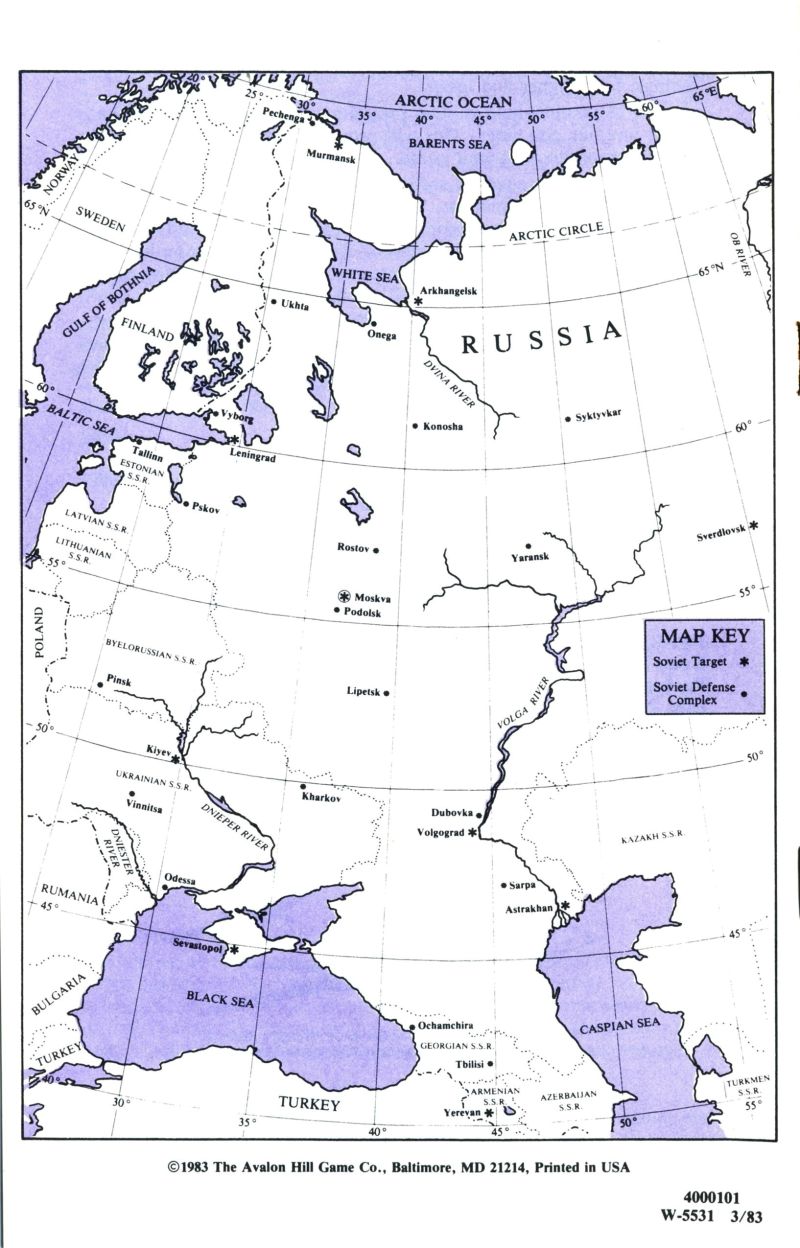 20°
25°
30°
ARCTIC OCEAN
35°
40°
45°
50°
55°
60°
65°E
Pechenga
Murmansk
BARENTS SEA
NORWAY
65°N
SWEDEN
ARCTIC CIRCLE
OB RIVER
WHITE SEA
65°N
GULF OF BOTHNIA
Arkhangelsk
Ukhta
FINLAND
Onega
RUSSIA
DVINA RIVER
60°
BALTIC SEA
Vyborg
Konosha
Syktyvkar
60°
Tallinn
Leningrad
ESTONIAN
S.S.R.
Pskov
LATVIAN S.S.R.
LITHUANIAN
S.S.R.
55°
Rostov
Yaransk
Sverdlovsk
Moskva
Podolsk
55°
POLAND
BYELORUSSIAN S.S.R.
MAP KEY
Soviet Target
Soviet Defense
Complex
Pinsk
Lipetsk
VOLGA RIVER
50°
Kiyev
50°
UKRAINIAN S.S.R.
Vinnitsa
Kharkov
DNIEPER RIVER
DNIESTER
RIVER
Dubovka
Volgograd
KAZAKH S.S.R.
Odessa
RUMANIA
45°
Sarpa
Astrakhan
Sevastopol
45°
BULGARIA
BLACK SEA
Ochamchira
CASPIAN SEA
GEORGIAN S.S.R.
TURKEY
Tbilisi
40°
ARMENIAN
S.S.R.
AZERBAIJAN
S.S.R.
TURKMEN
S.S.R.
Yerevan
TURKEY
30°
35°
40°
45°
50°
55°
©1983 The Avalon Hill Game Co., Baltimore, MD 21214, Printed in USA
4000101
W-5531 3/83